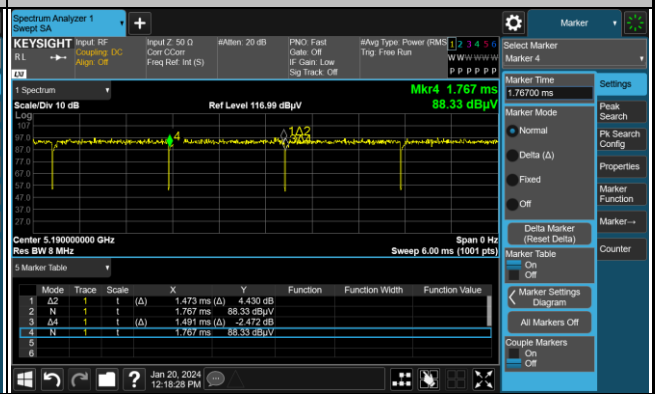 Spectrum Analyzer 1
Swept SA
+
Marker
KEYSIGHT
Input: RF
Input Z: 50 Ω
#Atten: 20 dB
PNO: Fast
#Avg Type: Power (RMS
1 2 3 4 5 6
RL
Coupling: DC
Corr CCorr
Gate: Off
Trig: Free Run
W W W W W W
Align: Off
Freq Ref: Int (S)
IF Gain: Low
P P P P P P
Sig Track: Off
LXI
Select Marker
Marker 4
1 Spectrum
Mkr4 1.767 ms
Scale/Div 10 dB
Ref Level 116.99 dBµV
88.33 dBµV
Log
107
97.0
87.0
77.0
67.0
57.0
47.0
37.0
27.0
4
1Δ2
Center 5.190000000 GHz
Span 0 Hz
Res BW 8 MHz
Sweep 6.00 ms (1001 pts)
5 Marker Table
Mode Trace Scale X Y Function Function Width Function Value
1 Δ2 1 t (Δ) 1.473 ms (Δ) 4.430 dB
2 N 1 t 1.767 ms 88.33 dBµV
3 Δ4 1 t (Δ) 1.491 ms (Δ) -2.472 dB
4 N 1 t 1.767 ms 88.33 dBµV
5
6
Marker Time
1.76700 ms
Marker Mode
Normal
Delta (Δ)
Fixed
Off
Delta Marker
(Reset Delta)
Marker Table
On
Off
Marker Settings
Diagram
All Markers Off
Couple Markers
On
Off
Settings
Peak
Search
Pk Search
Config
Properties
Marker
Function
Marker→
Counter
?
Jan 20, 2024
12:18:28 PM